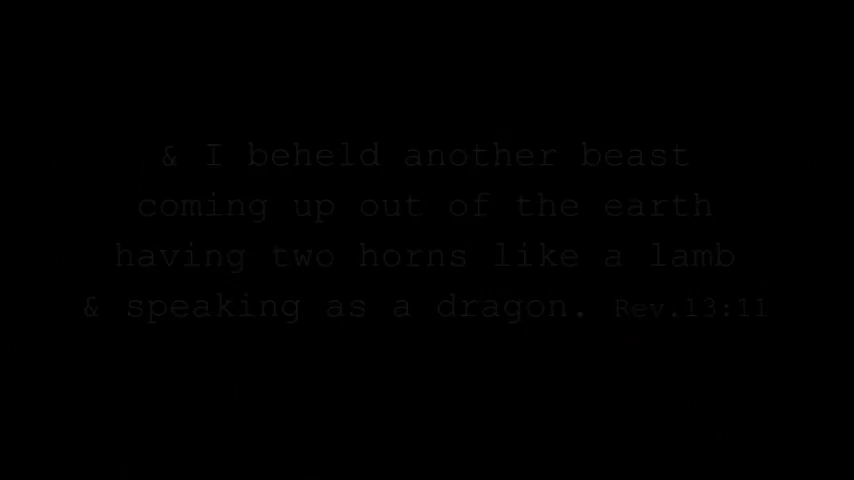 & I beheld another beast
coming up out of the earth
having two horns like a lamb
& speaking as a dragon. Rev.13:11